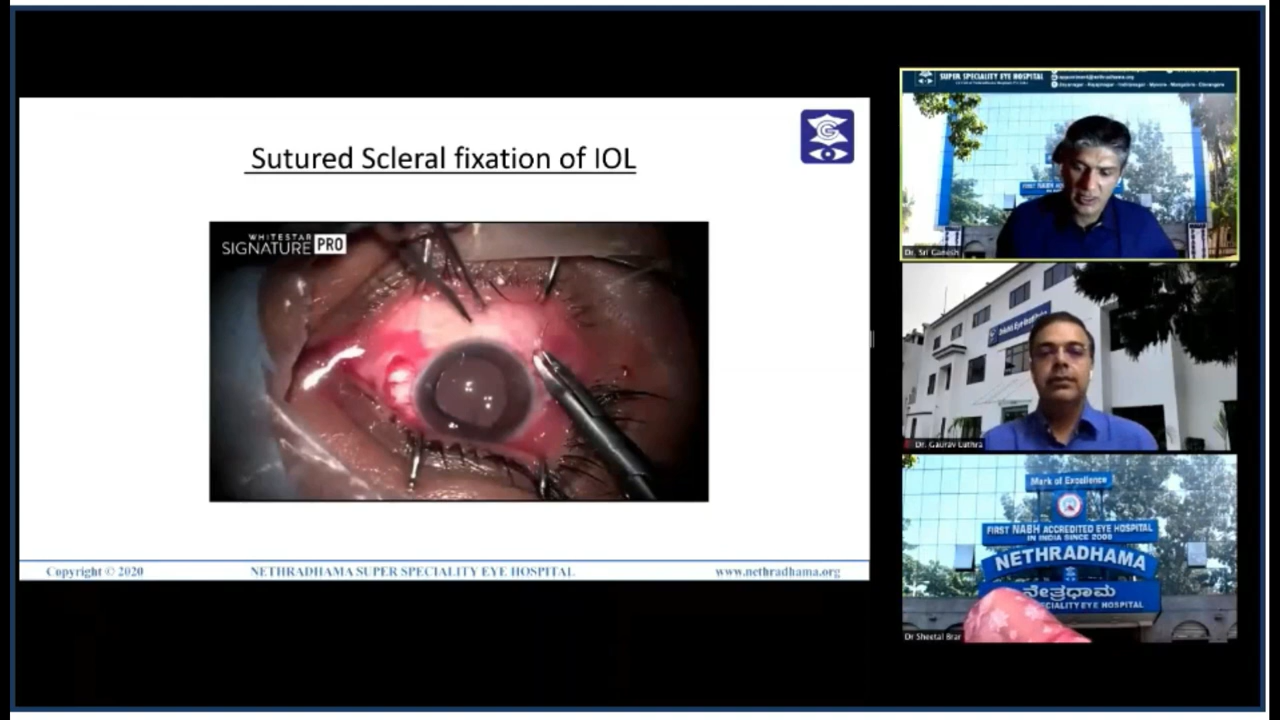 Sutured Scleral fixation of IOL
WHITESTAR
SIGNATURE PRO
Copyright © 2020
NETHRADHAMA SUPER SPECIALITY EYE HOSPITAL
www.nethradhama.org
SUPER SPECIALITY EYE HOSPITAL
Dr. Sri Ganesh
Dr. Gaurav Luthra
Mark of Excellence
FIRST NABH ACCREDITED EYE HOSPITAL
IN INDIA SINCE 2008
NETHRADHAMA
ನೇತ್ರಧಾಮ
SPECIALITY EYE HOSPITAL
Dr Sheetal Brar